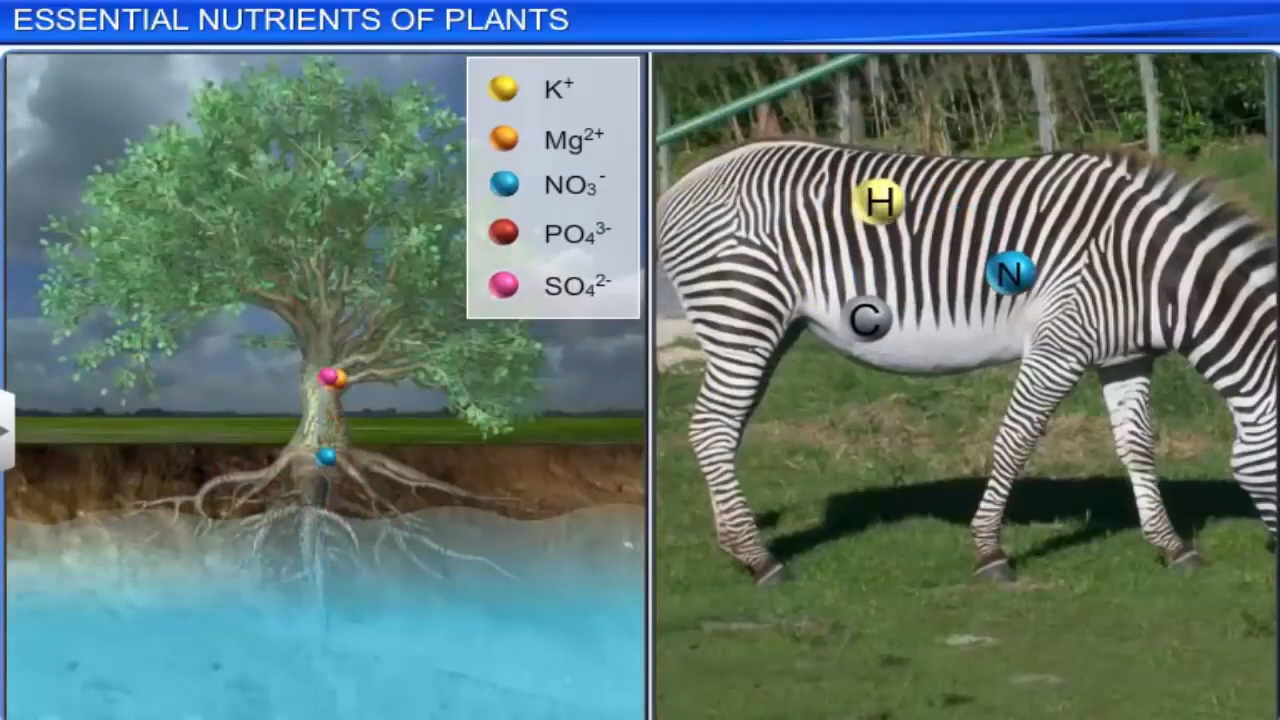 ESSENTIAL NUTRIENTS OF PLANTS
K⁺
Mg²⁺
NO₃⁻
PO₄³⁻
SO₄²⁻
H
N
C